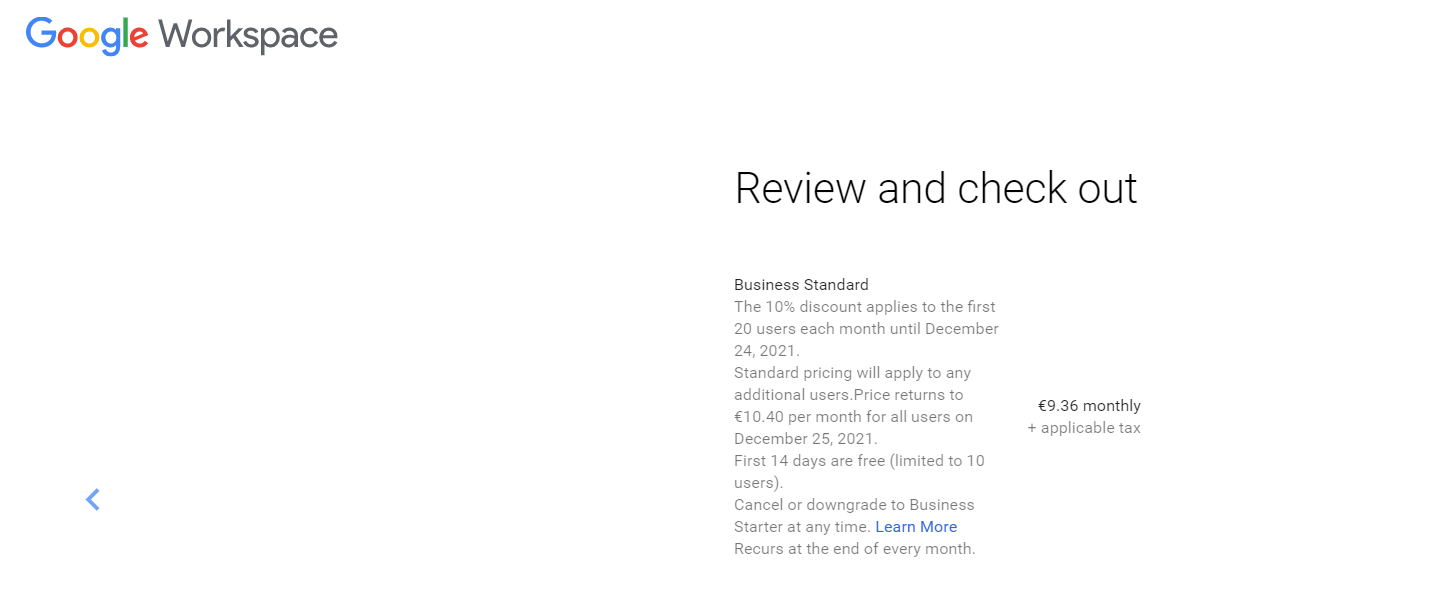 Google Workspace
Review and check out
Business Standard
The 10% discount applies to the first
20 users each month until December
24, 2021.
Standard pricing will apply to any
additional users.Price returns to
€10.40 per month for all users on
December 25, 2021.
First 14 days are free (limited to 10
users).
Cancel or downgrade to Business
Starter at any time. Learn More
Recurs at the end of every month.
€9.36 monthly
+ applicable tax